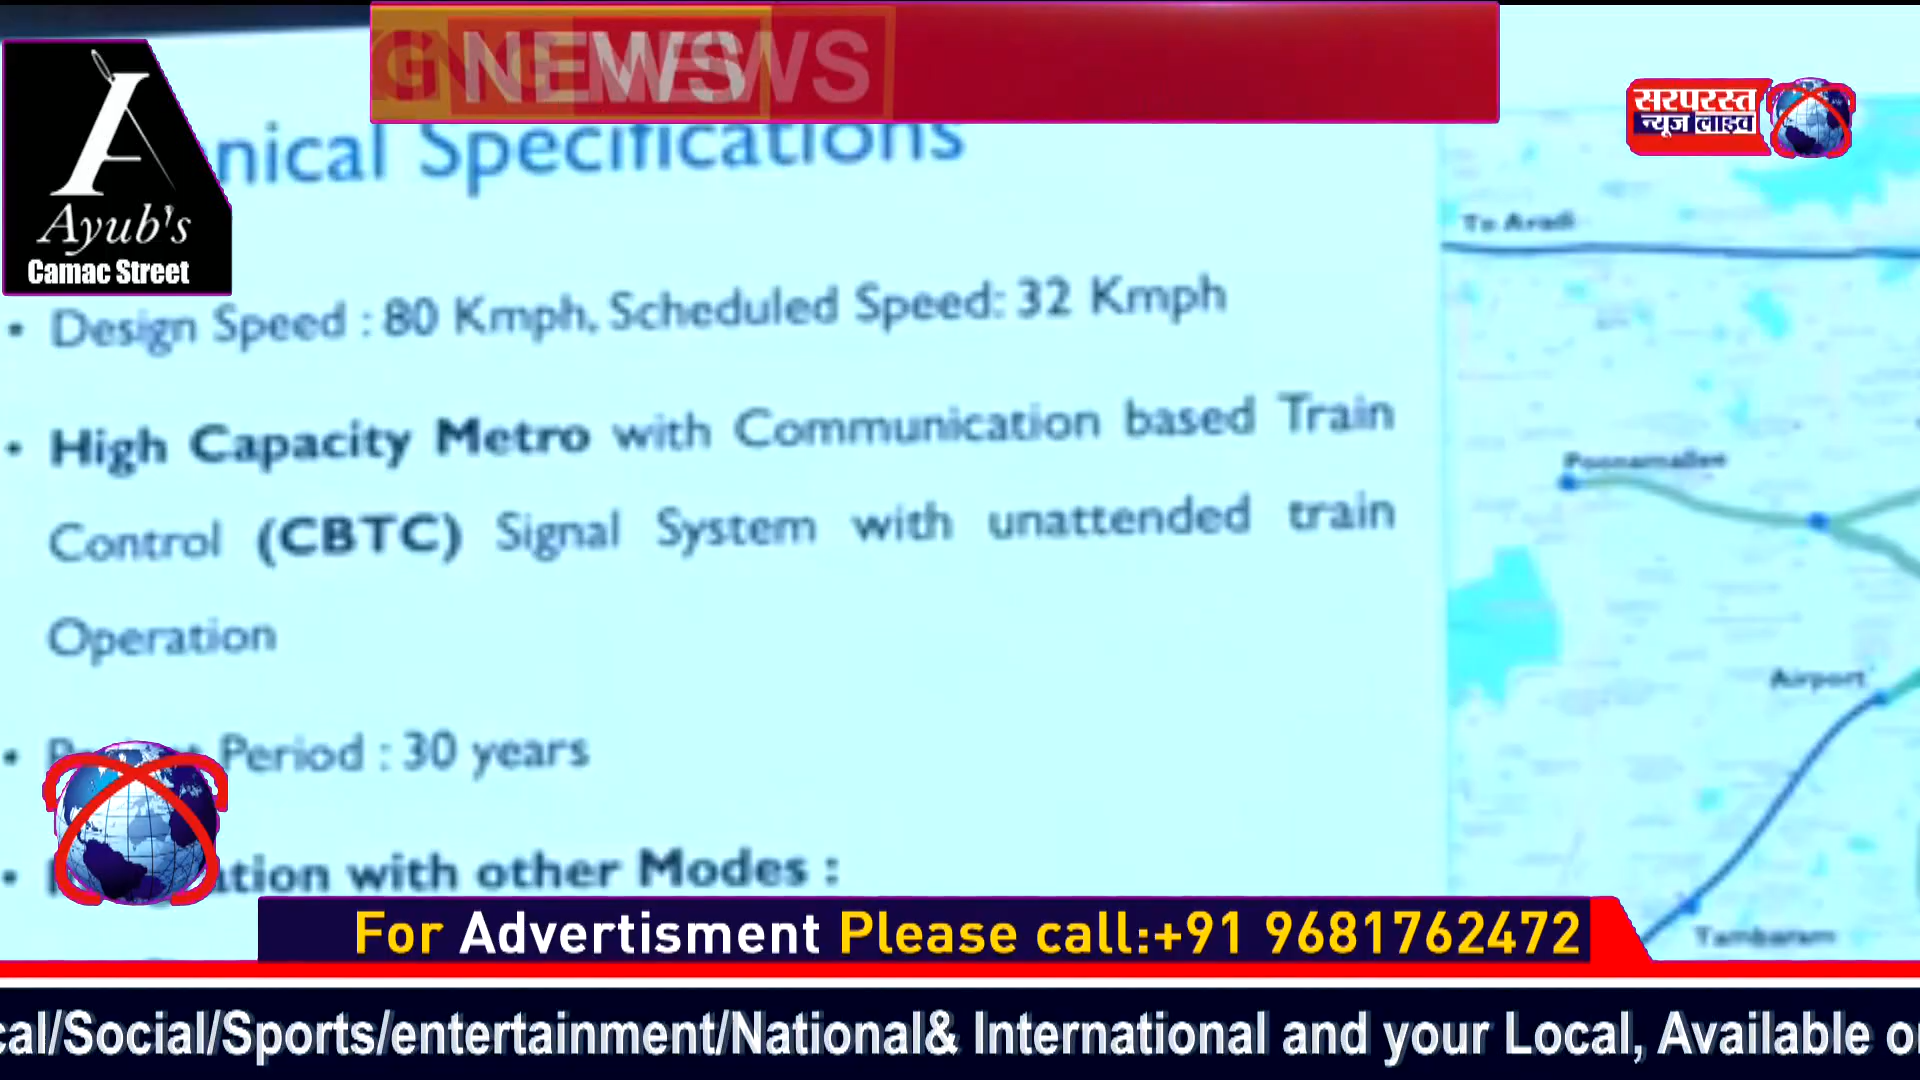 NEWS
सरपरस्त
न्यूज लाइव
A
Ayub's
Camac Street
nical Specifications
To Avadi
• Design Speed : 80 Kmph, Scheduled Speed: 32 Kmph
• High Capacity Metro with Communication based Train
Control (CBTC) Signal System with unattended train
Operation
Poonamallee
Airport
• Period : 30 years
• ation with other Modes :
Tambaram
For Advertisment Please call:+91 9681762472
cal/Social/Sports/entertainment/National& International and your Local, Available o